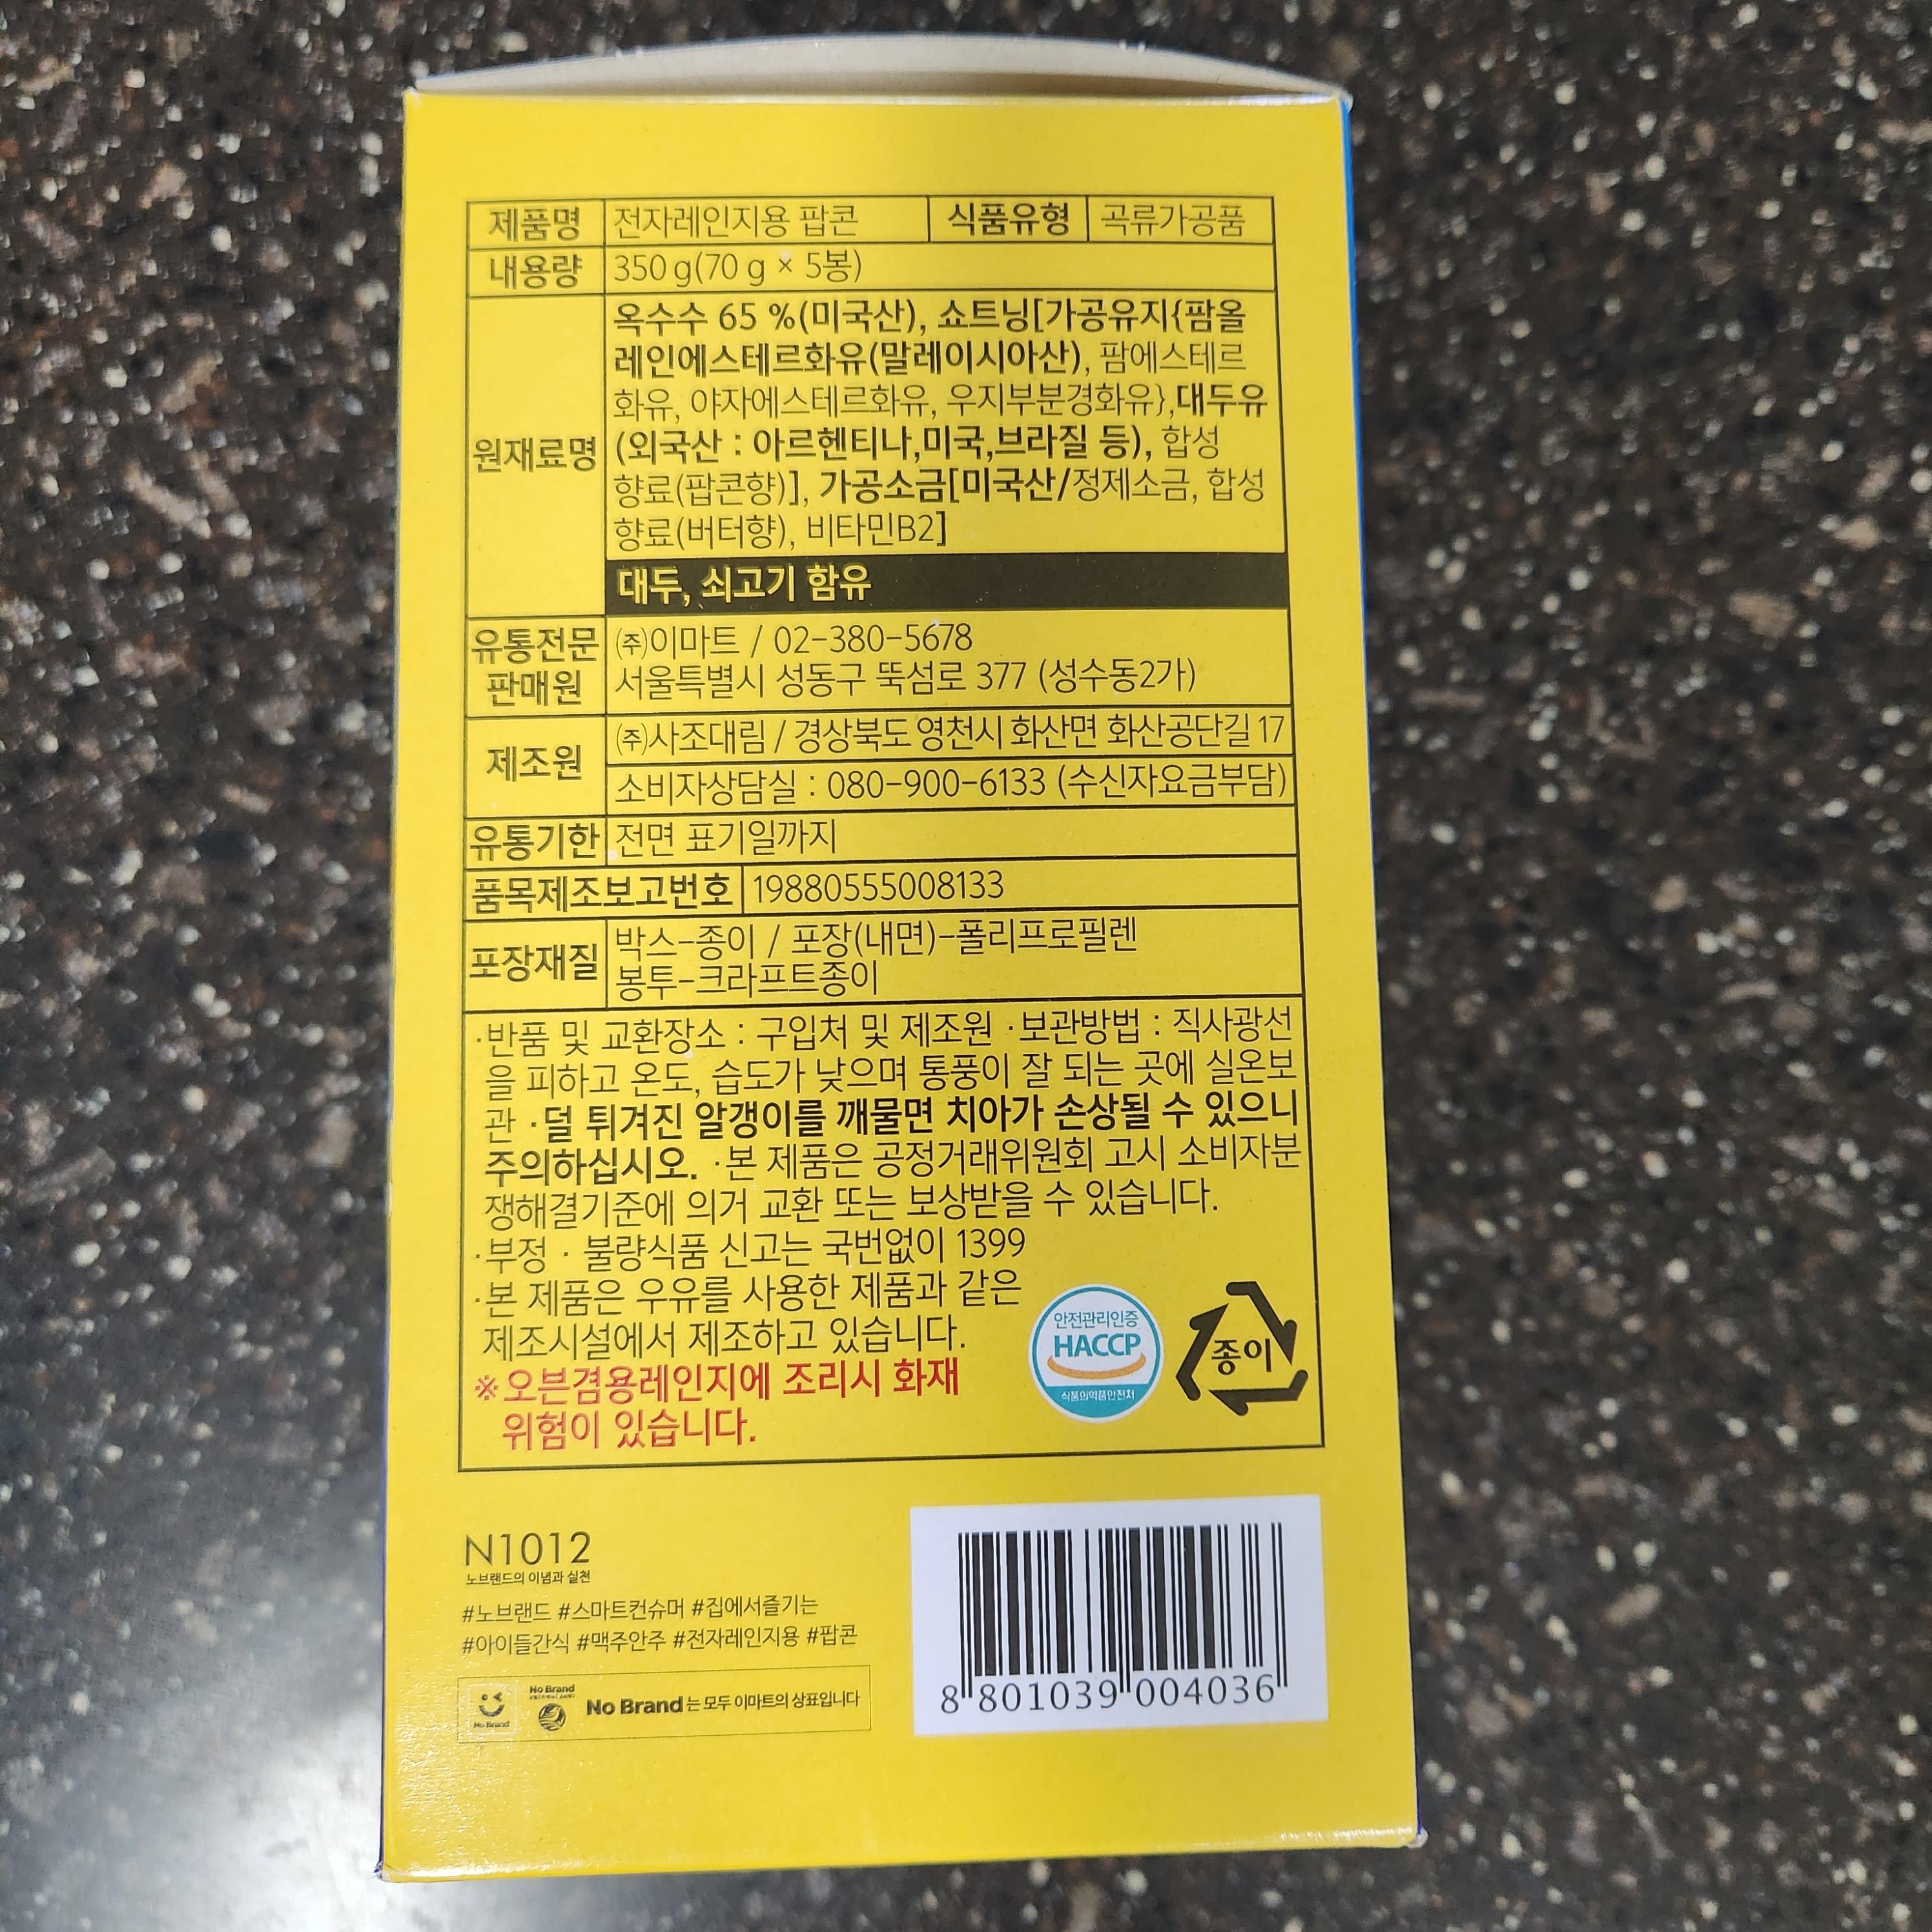 제품명 전자레인지용 팝콘 식품유형 곡류가공품
내용량 350 g(70 g × 5봉)
원재료명
옥수수 65 %(미국산), 쇼트닝[가공유지{팜올
레인에스테르화유(말레이시아산), 팜에스테르
화유, 야자에스테르화유, 우지부분경화유},대두유
(외국산 : 아르헨티나,미국,브라질 등), 합성
향료(팝콘향)], 가공소금[미국산/정제소금, 합성
향료(버터향), 비타민B2]
대두, 쇠고기 함유
유통전문
판매원
㈜이마트 / 02-380-5678
서울특별시 성동구 뚝섬로 377 (성수동2가)
제조원
㈜사조대림 / 경상북도 영천시 화산면 화산공단길 17
소비자상담실 : 080-900-6133 (수신자요금부담)
유통기한 전면 표기일까지
품목제조보고번호 19880555008133
포장재질
박스-종이 / 포장(내면)-폴리프로필렌
봉투-크라프트종이
·반품 및 교환장소 : 구입처 및 제조원 ·보관방법 : 직사광선
을 피하고 온도, 습도가 낮으며 통풍이 잘 되는 곳에 실온보
관 ·덜 튀겨진 알갱이를 깨물면 치아가 손상될 수 있으니
주의하십시오. ·본 제품은 공정거래위원회 고시 소비자분
쟁해결기준에 의거 교환 또는 보상받을 수 있습니다.
·부정 · 불량식품 신고는 국번없이 1399
·본 제품은 우유를 사용한 제품과 같은
제조시설에서 제조하고 있습니다.
※오븐겸용레인지에 조리시 화재
위험이 있습니다.
안전관리인증
HACCP
식품의약품안전처
종이
N1012
노브랜드의 이념과 실천
#노브랜드 #스마트컨슈머 #집에서즐기는
#아이들간식 #맥주안주 #전자레인지용 #팝콘
No Brand
No Brand
No Brand는 모두 이마트의 상표입니다
8 801039 004036